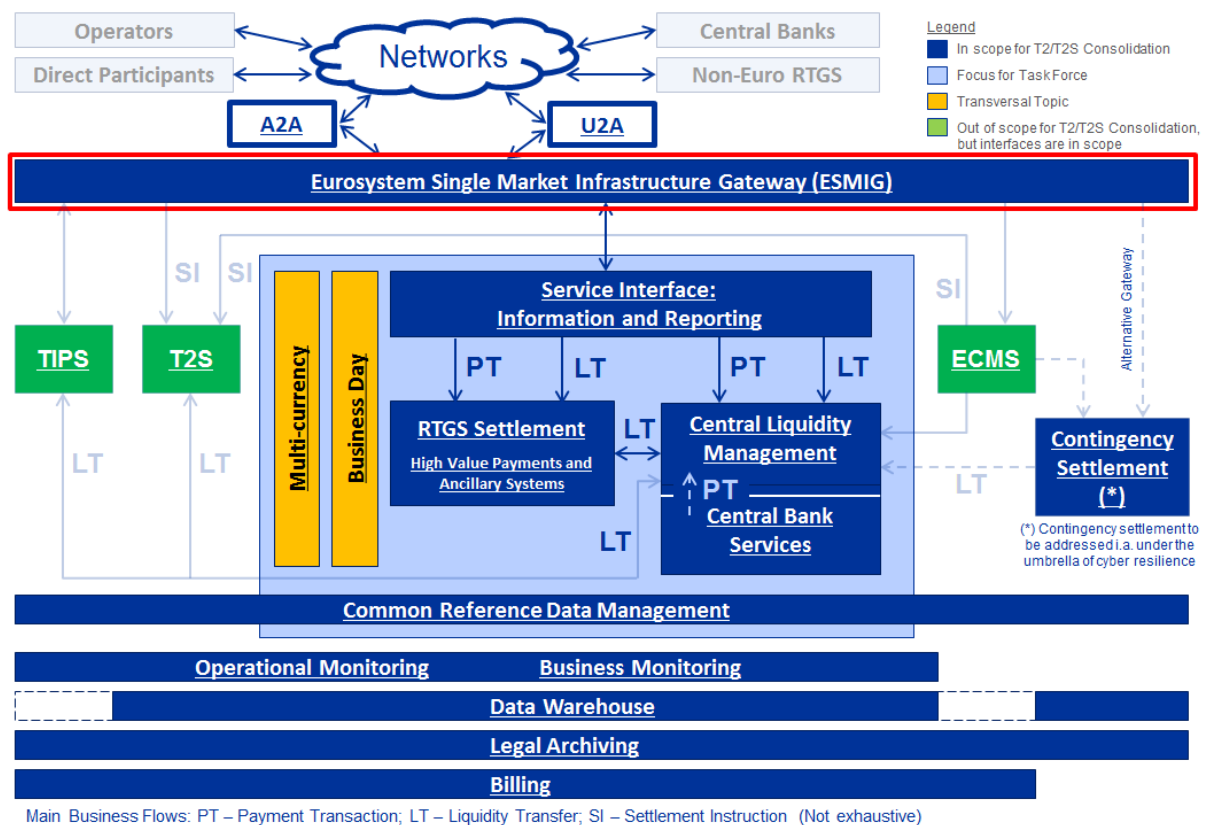 Operators
Direct Participants
Networks
Central Banks
Non-Euro RTGS
Legend
In scope for T2/T2S Consolidation
Focus for Task Force
Transversal Topic
Out of scope for T2/T2S Consolidation,
but interfaces are in scope
A2A
U2A
Eurosystem Single Market Infrastructure Gateway (ESMIG)
SI
SI
SI
Alternative Gateway
Multi-currency
Business Day
Service Interface:
Information and Reporting
TIPS
T2S
ECMS
PT
LT
PT
LT
RTGS Settlement
High Value Payments and
Ancillary Systems
LT
Central Liquidity
Management
PT
Central Bank
Services
LT
LT
LT
LT
Contingency
Settlement
(*)
(*) Contingency settlement to
be addressed i.a. under the
umbrella of cyber resilience
Common Reference Data Management
Operational Monitoring
Business Monitoring
Data Warehouse
Legal Archiving
Billing
Main Business Flows: PT – Payment Transaction; LT – Liquidity Transfer; SI – Settlement Instruction (Not exhaustive)